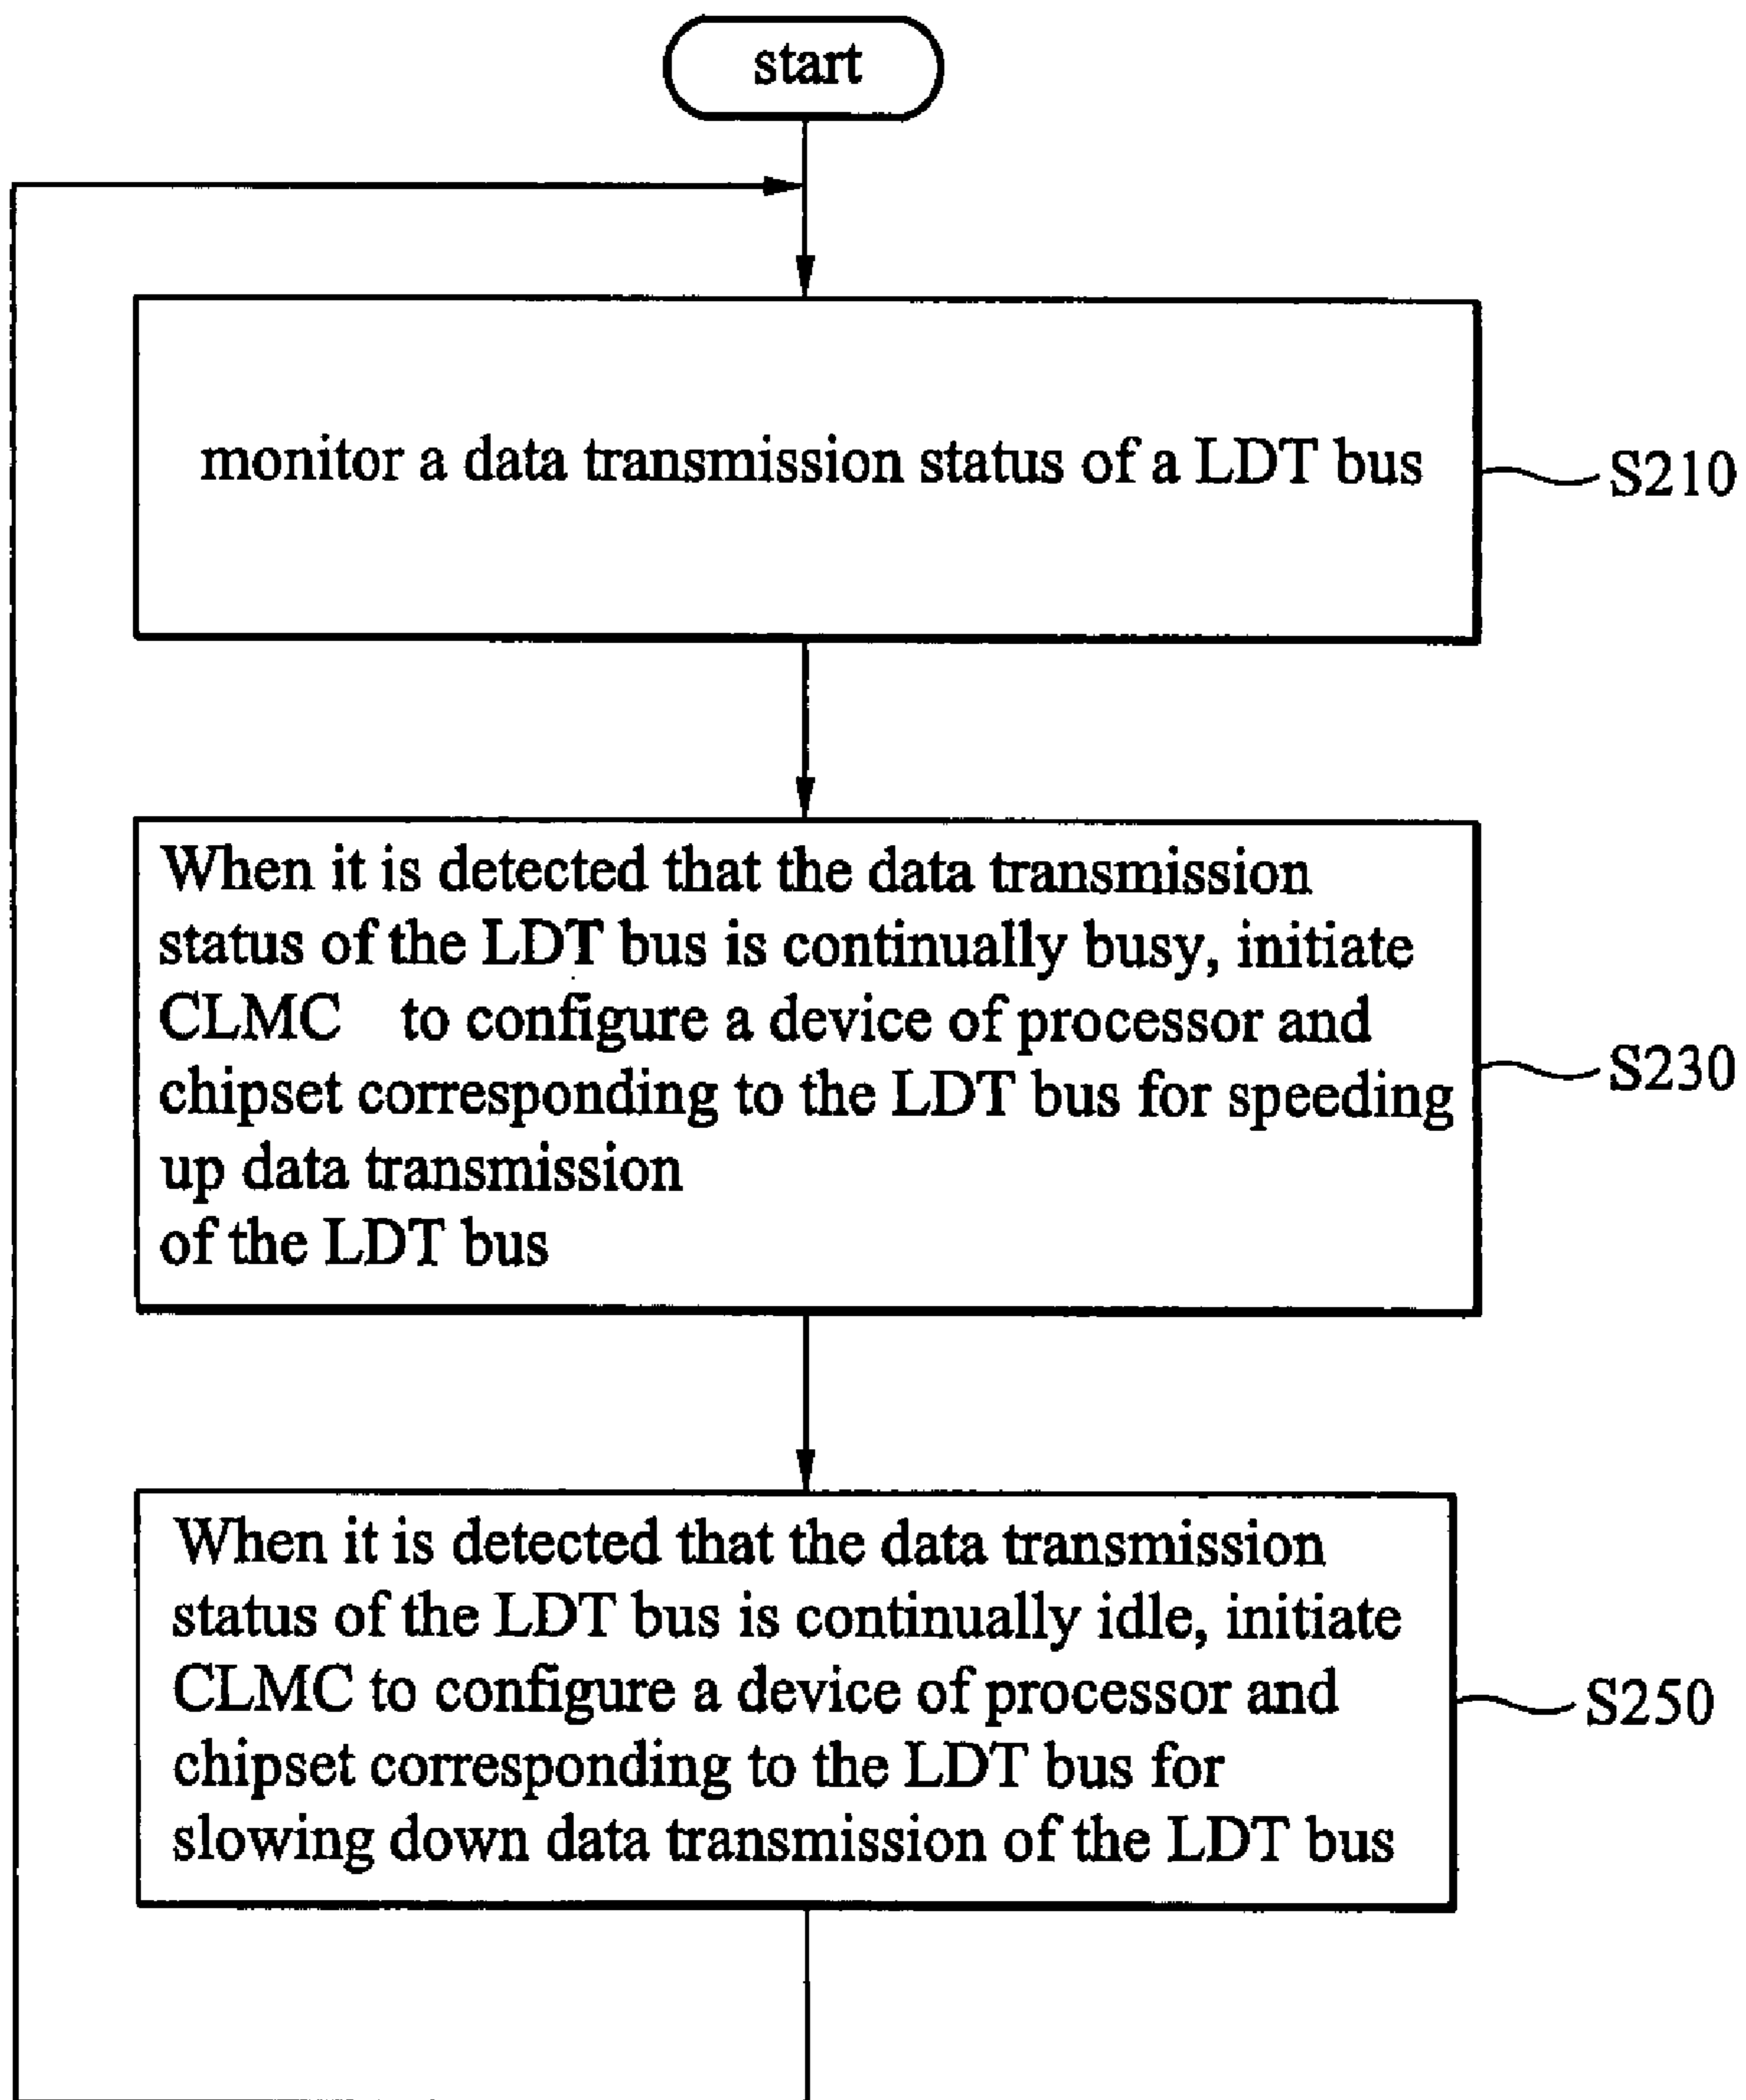 start
monitor a data transmission status of a LDT bus
S210
When it is detected that the data transmission
status of the LDT bus is continually busy, initiate
CLMC to configure a device of processor and
chipset corresponding to the LDT bus for speeding
up data transmission
of the LDT bus
S230
When it is detected that the data transmission
status of the LDT bus is continually idle, initiate
CLMC to configure a device of processor and
chipset corresponding to the LDT bus for
slowing down data transmission of the LDT bus
S250